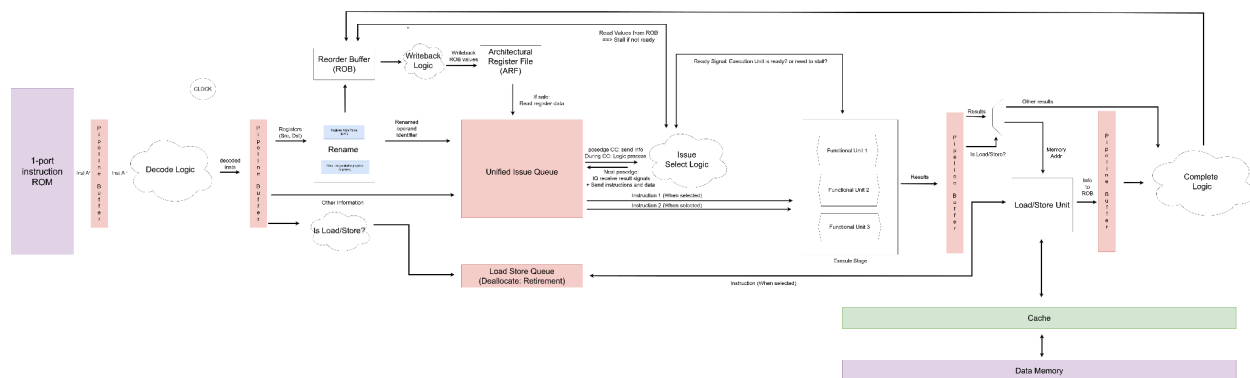 Read Values from ROB
==> Stall if not ready
Reorder Buffer
(ROB)
Writeback
Logic
Writeback
ROB values
Architectural
Register File
(ARF)
Ready Signal: Execution Unit is ready? or need to stall?
CLOCK
If safe:
Read register data
1-port
instruction
ROM
Pipeline Buffer
Decode Logic
decoded
insts
Pipeline Buffer
Registers
(Src, Dst)
Rename
Renamed
operand
Identifier
Unified Issue Queue
posedge CC: send info
During CC: Logic process
Next posedge:
IQ receive result signals
+ Send instructions and data
Issue
Select Logic
Functional Unit 1
Functional Unit 2
Functional Unit 3
Execute Stage
Results
Pipeline Buffer
Results
Is Load/Store?
Other results
Memory
Addr
Load/Store Unit
Info
to
ROB
Pipeline Buffer
Complete
Logic
Other Information
Instruction 1 (When selected)
Instruction 2 (When selected)
Is Load/Store?
Load Store Queue
(Deallocate: Retirement)
Instruction (When selected)
Cache
Data Memory